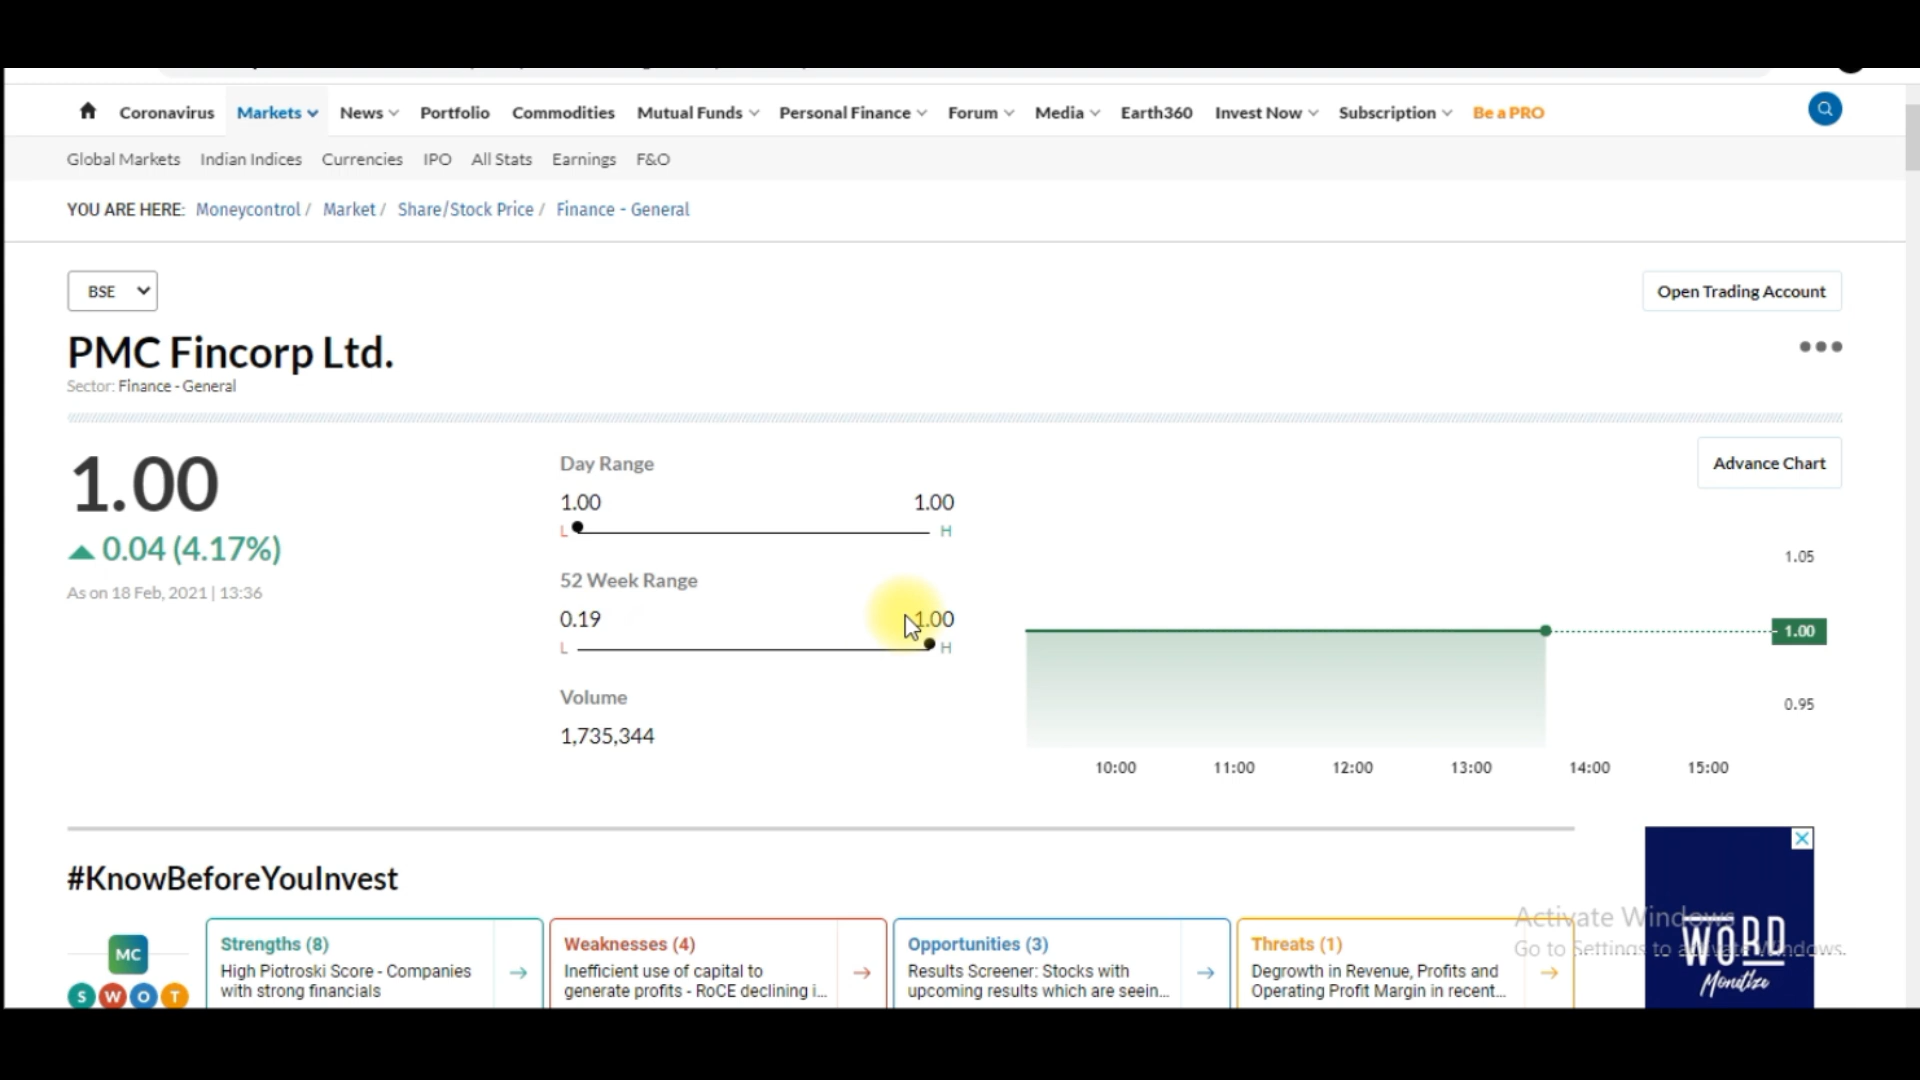 Coronavirus Markets News Portfolio Commodities Mutual Funds Personal Finance Forum Media Earth360 Invest Now Subscription Be a PRO
Global Markets Indian Indices Currencies IPO All Stats Earnings F&O
YOU ARE HERE: Moneycontrol / Market / Share/Stock Price / Finance - General
BSE
Open Trading Account
PMC Fincorp Ltd.
Sector: Finance - General
1.00
0.04 (4.17%)
As on 18 Feb, 2021 | 13:36
Day Range
1.00 1.00
L H
52 Week Range
0.19 1.00
L H
Volume
1,735,344
Advance Chart
1.05
1.00
0.95
10:00 11:00 12:00 13:00 14:00 15:00
#KnowBeforeYouInvest
MC
S W O T
Strengths (8)
High Piotroski Score - Companies
with strong financials
Weaknesses (4)
Inefficient use of capital to
generate profits - RoCE declining i...
Opportunities (3)
Results Screener: Stocks with
upcoming results which are seein...
Threats (1)
Degrowth in Revenue, Profits and
Operating Profit Margin in recent...
Activate Windows
Go to Settings to activate Windows.
WORD
Monetize